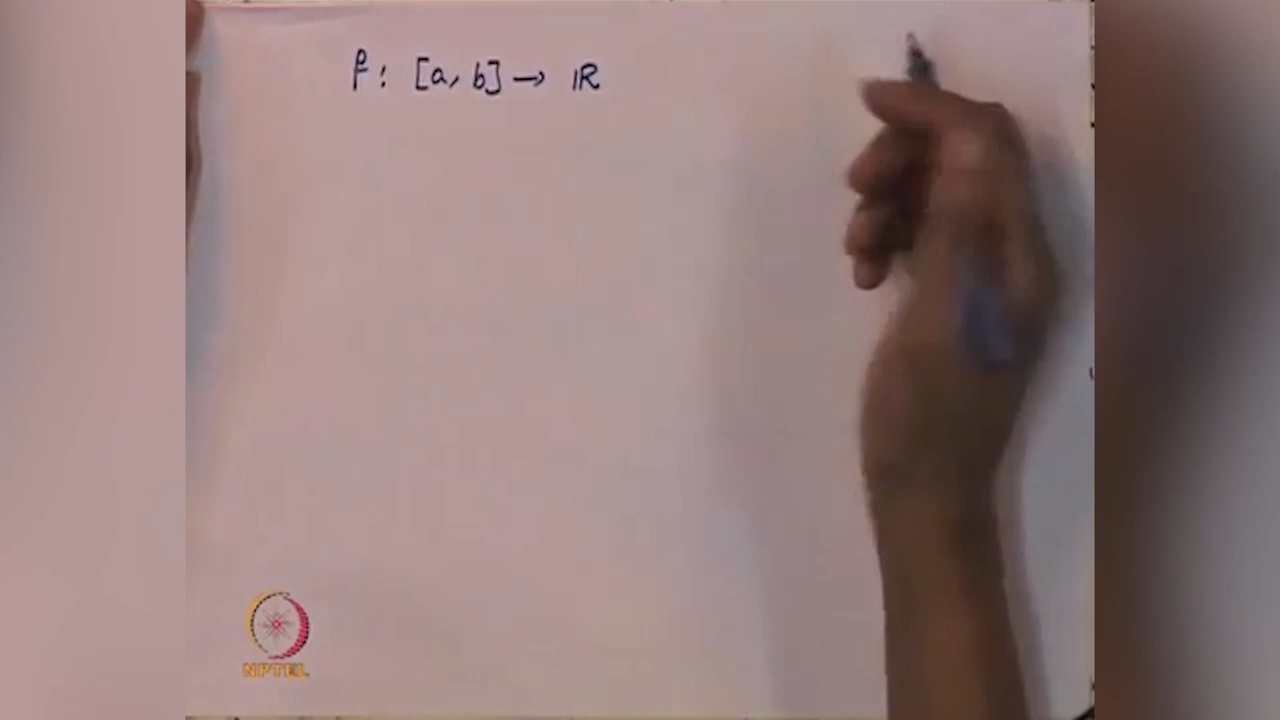 f: [a, b] → ℝ
NPTEL